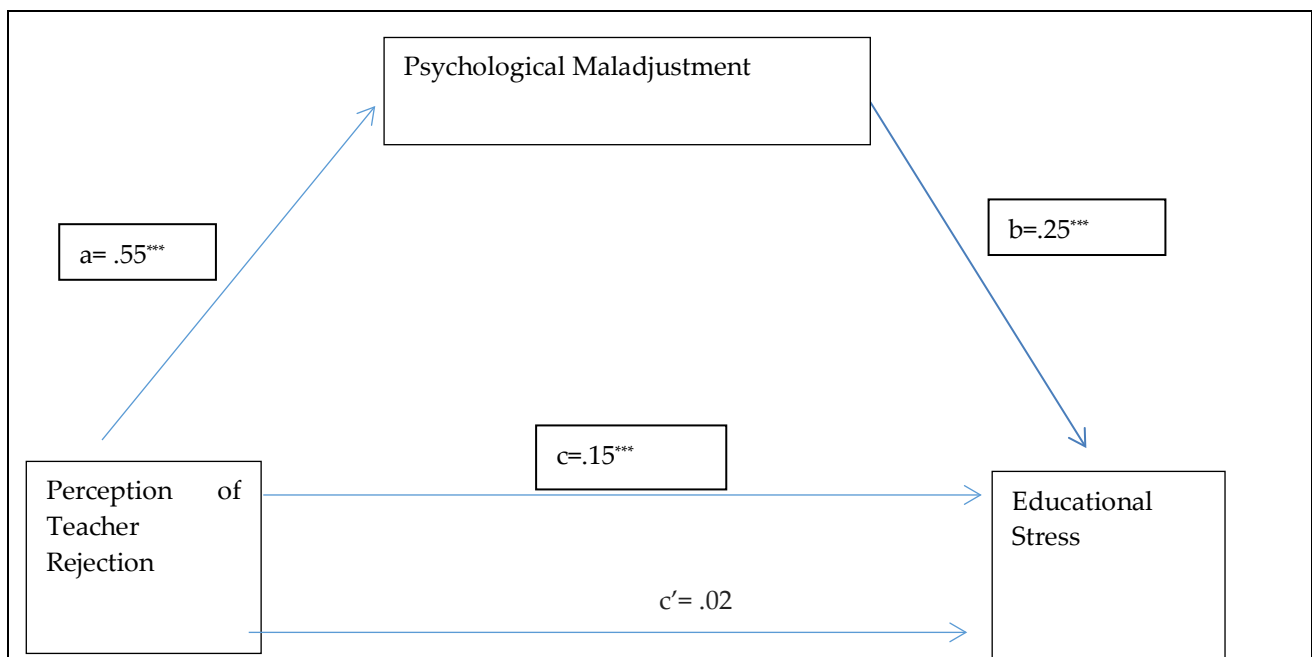 Psychological Maladjustment
a= .55***
b=.25***
c=.15***
Perception of
Teacher
Rejection
Educational
Stress
c’= .02